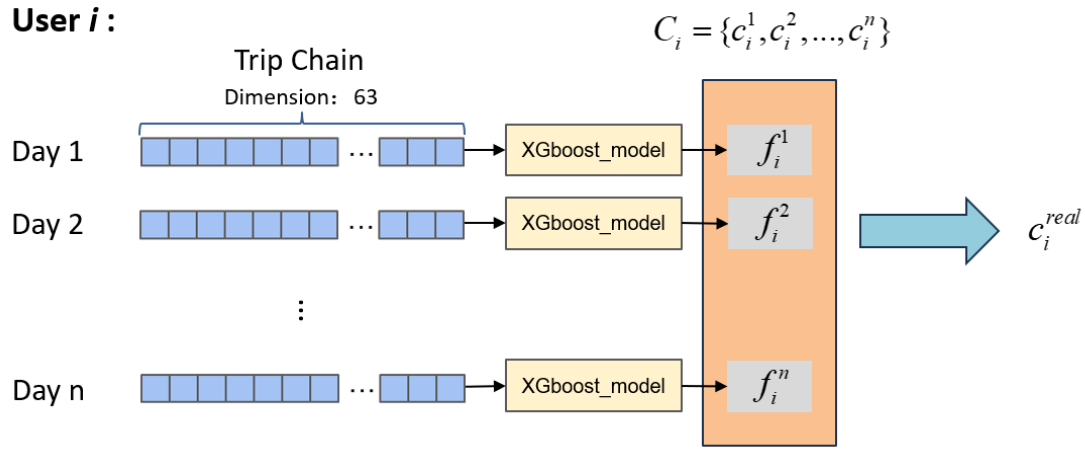 User i :
C_i = {c_i^1, c_i^2, ..., c_i^n}
Trip Chain
Dimension： 63
Day 1 ... XGboost_model f_i^1
Day 2 ... XGboost_model f_i^2
c_i^real
⋮
Day n ... XGboost_model f_i^n